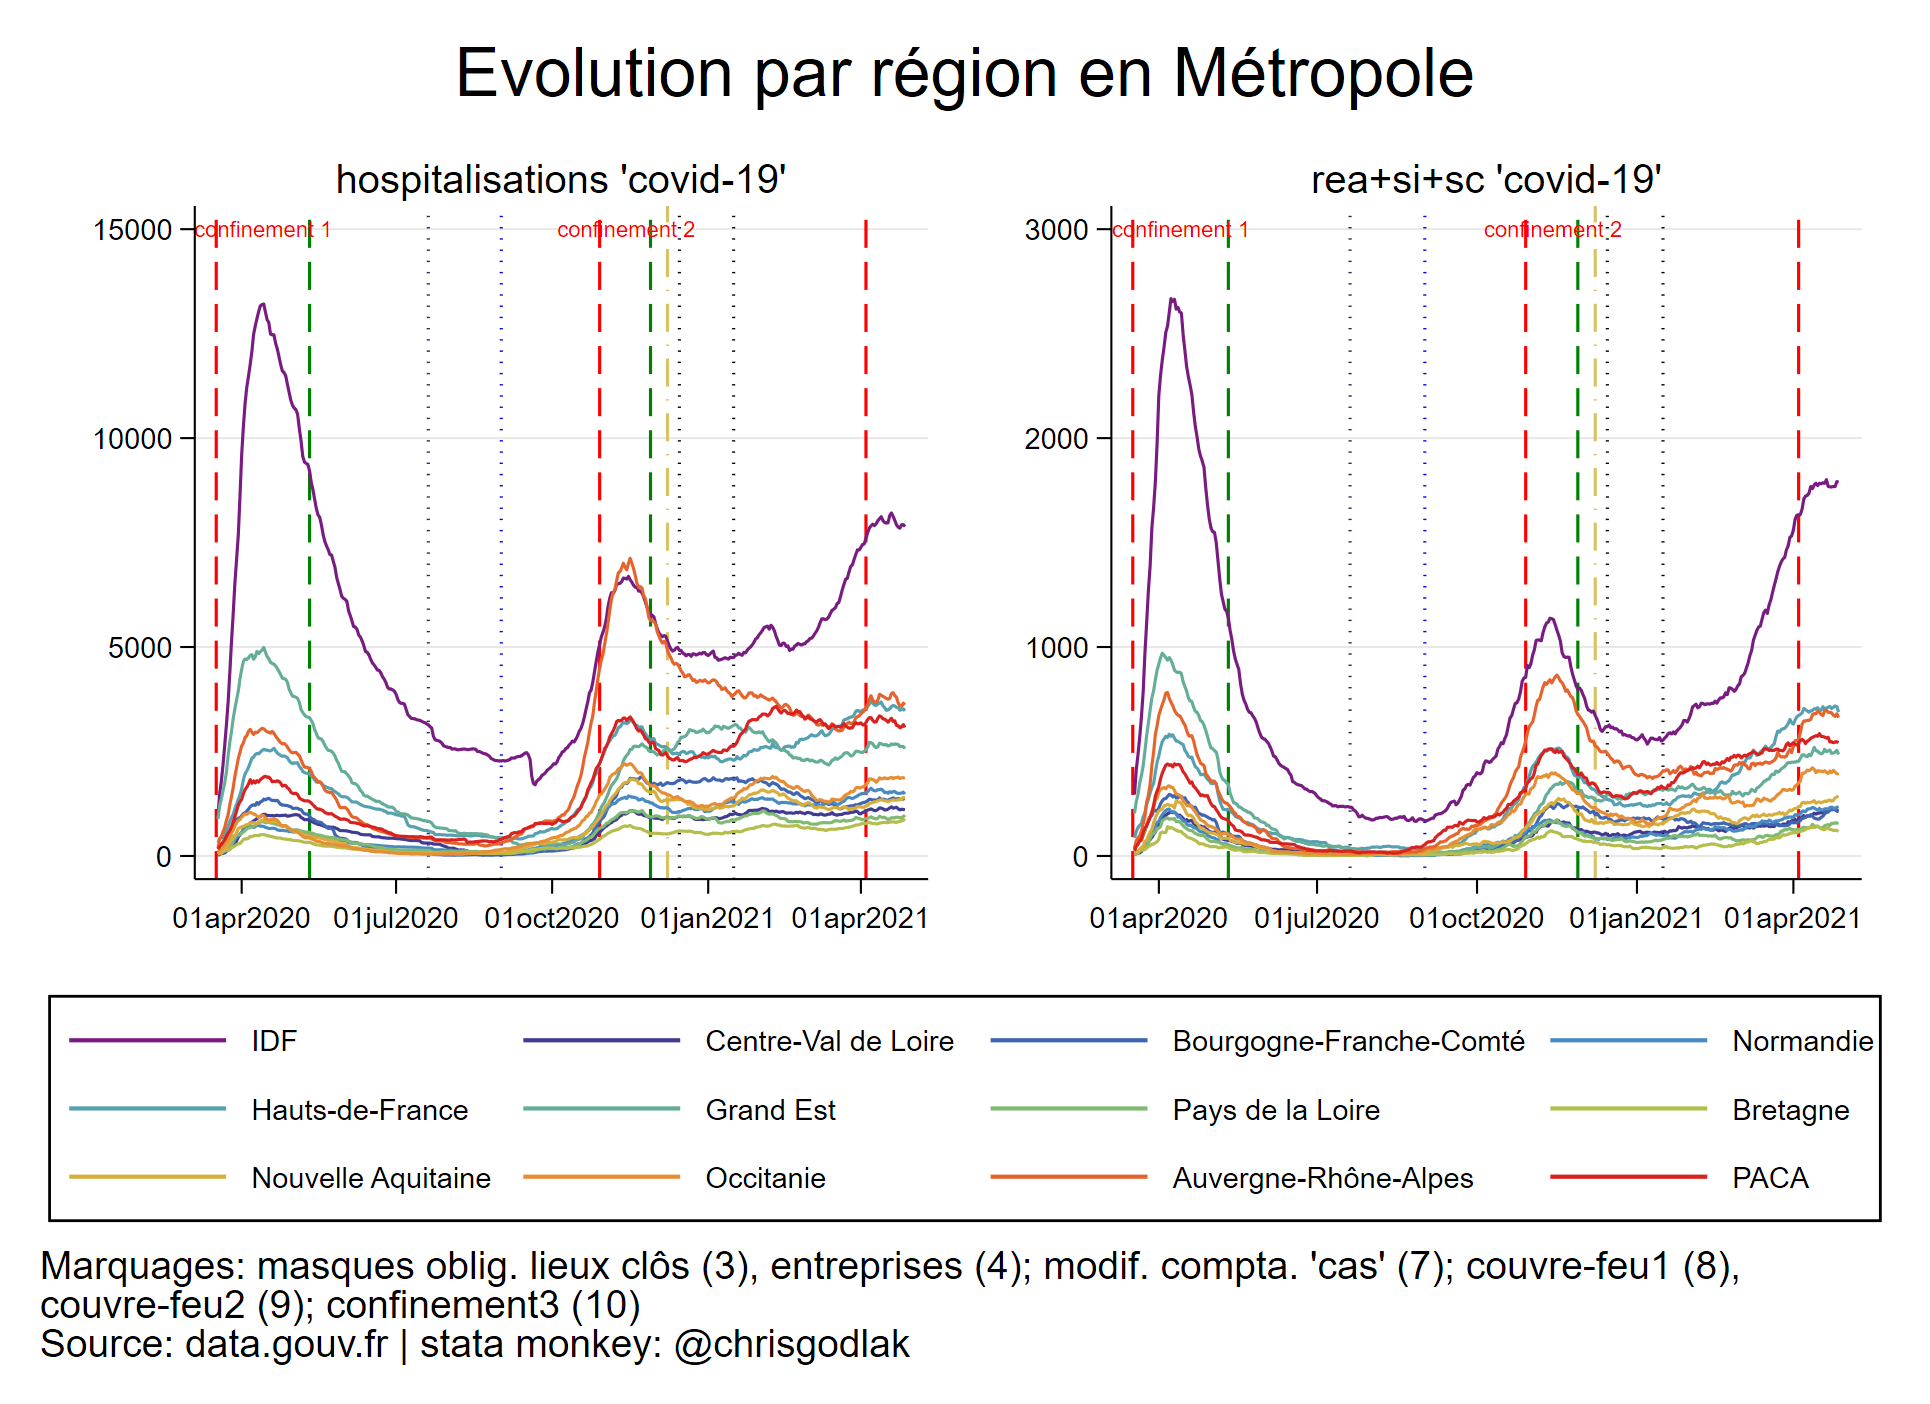 Evolution par région en Métropole
hospitalisations 'covid-19'
15000
10000
5000
0
confinement 1
confinement 2
01apr2020
01jul2020
01oct2020
01jan2021
01apr2021
rea+si+sc 'covid-19'
3000
2000
1000
0
confinement 1
confinement 2
01apr2020
01jul2020
01oct2020
01jan2021
01apr2021
IDF
Centre-Val de Loire
Bourgogne-Franche-Comté
Normandie
Hauts-de-France
Grand Est
Pays de la Loire
Bretagne
Nouvelle Aquitaine
Occitanie
Auvergne-Rhône-Alpes
PACA
Marquages: masques oblig. lieux clôs (3), entreprises (4); modif. compta. 'cas' (7); couvre-feu1 (8),
couvre-feu2 (9); confinement3 (10)
Source: data.gouv.fr | stata monkey: @chrisgodlak